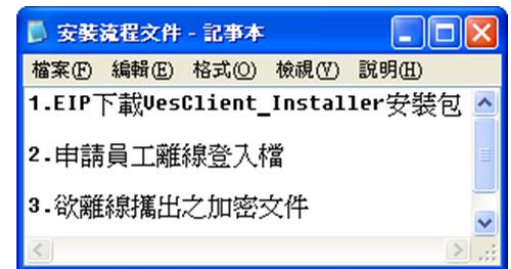 安裝流程文件 - 記事本
檔案(F) 編輯(E) 格式(O) 檢視(V) 說明(H)
1.EIP下載VesClient_Installer安裝包
2.申請員工離線登入檔
3.欲離線攜出之加密文件